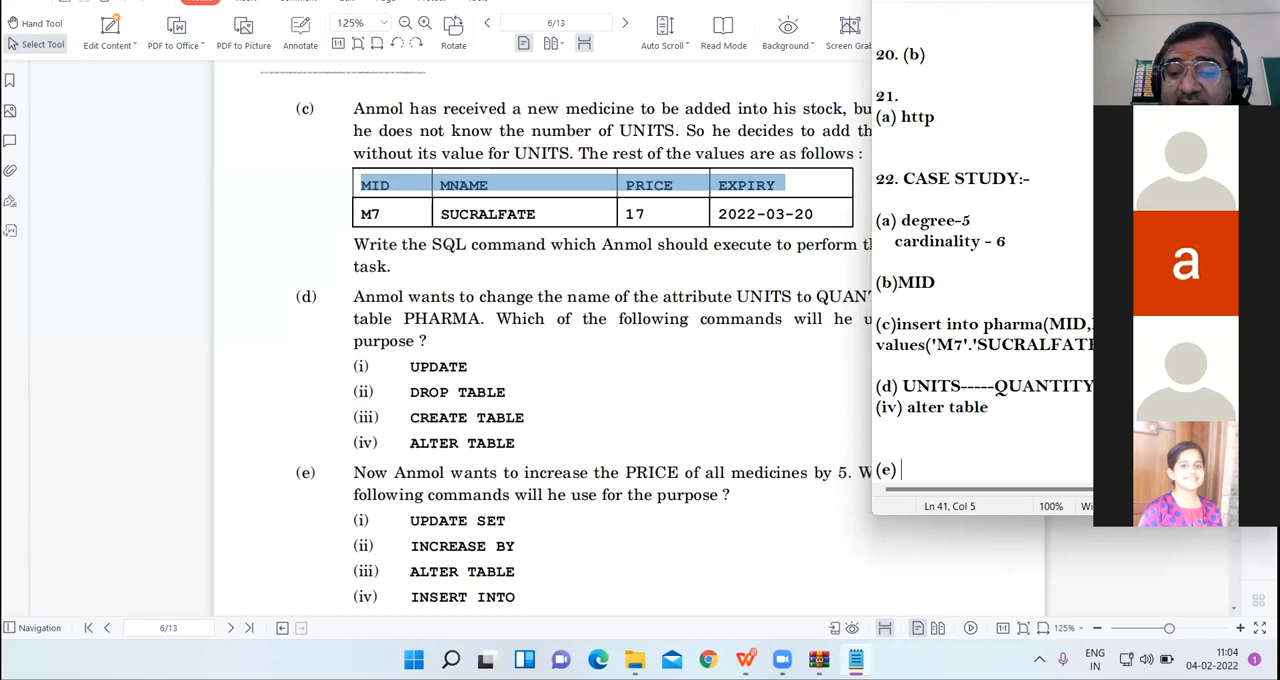 Hand Tool
Select Tool
Edit Content
PDF to Office
PDF to Picture
Annotate
125%
Rotate
6/13
Auto Scroll
Read Mode
Background
Screen Grab
(c) Anmol has received a new medicine to be added into his stock, bu
he does not know the number of UNITS. So he decides to add th
without its value for UNITS. The rest of the values are as follows :
MID MNAME PRICE EXPIRY
M7 SUCRALFATE 17 2022-03-20
Write the SQL command which Anmol should execute to perform th
task.
(d) Anmol wants to change the name of the attribute UNITS to QUANT
table PHARMA. Which of the following commands will he u
purpose ?
(i) UPDATE
(ii) DROP TABLE
(iii) CREATE TABLE
(iv) ALTER TABLE
(e) Now Anmol wants to increase the PRICE of all medicines by 5. W
following commands will he use for the purpose ?
(i) UPDATE SET
(ii) INCREASE BY
(iii) ALTER TABLE
(iv) INSERT INTO
20. (b)
21.
(a) http
22. CASE STUDY:-
(a) degree-5
cardinality - 6
(b)MID
(c)insert into pharma(MID,
values('M7'.'SUCRALFATE
(d) UNITS-----QUANTITY
(iv) alter table
(e)
Ln 41, Col 5 100% Wi
a
Navigation
6/13
125%
ENG
IN
11:04
04-02-2022
1